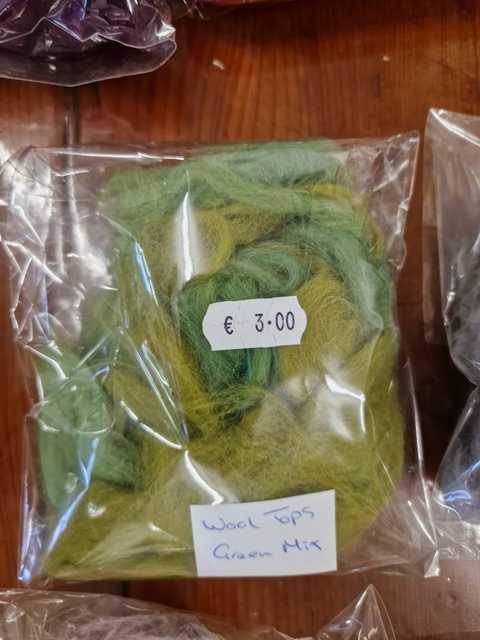 € 3.00
Wool Tops
Green Mix